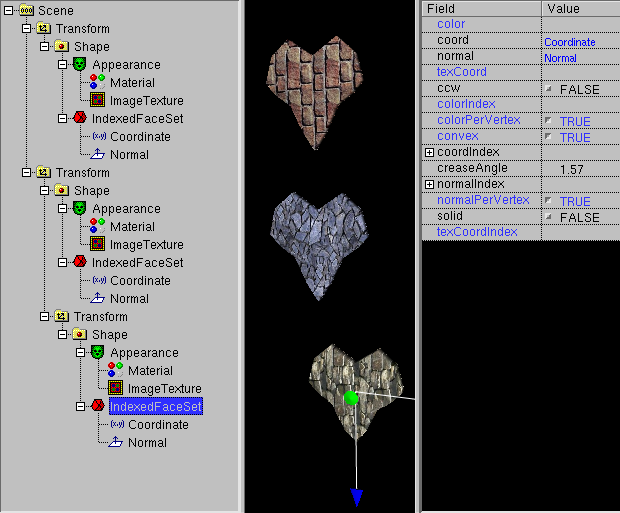 Scene
Transform
Shape
Appearance
Material
ImageTexture
IndexedFaceSet
(x,y) Coordinate
Normal
Transform
Shape
Appearance
Material
ImageTexture
IndexedFaceSet
(x,y) Coordinate
Normal
Transform
Shape
Appearance
Material
ImageTexture
IndexedFaceSet
(x,y) Coordinate
Normal
Field Value
color
coord Coordinate
normal Normal
texCoord
ccw FALSE
colorIndex
colorPerVertex TRUE
convex TRUE
coordIndex
creaseAngle 1.57
normalIndex
normalPerVertex TRUE
solid FALSE
texCoordIndex